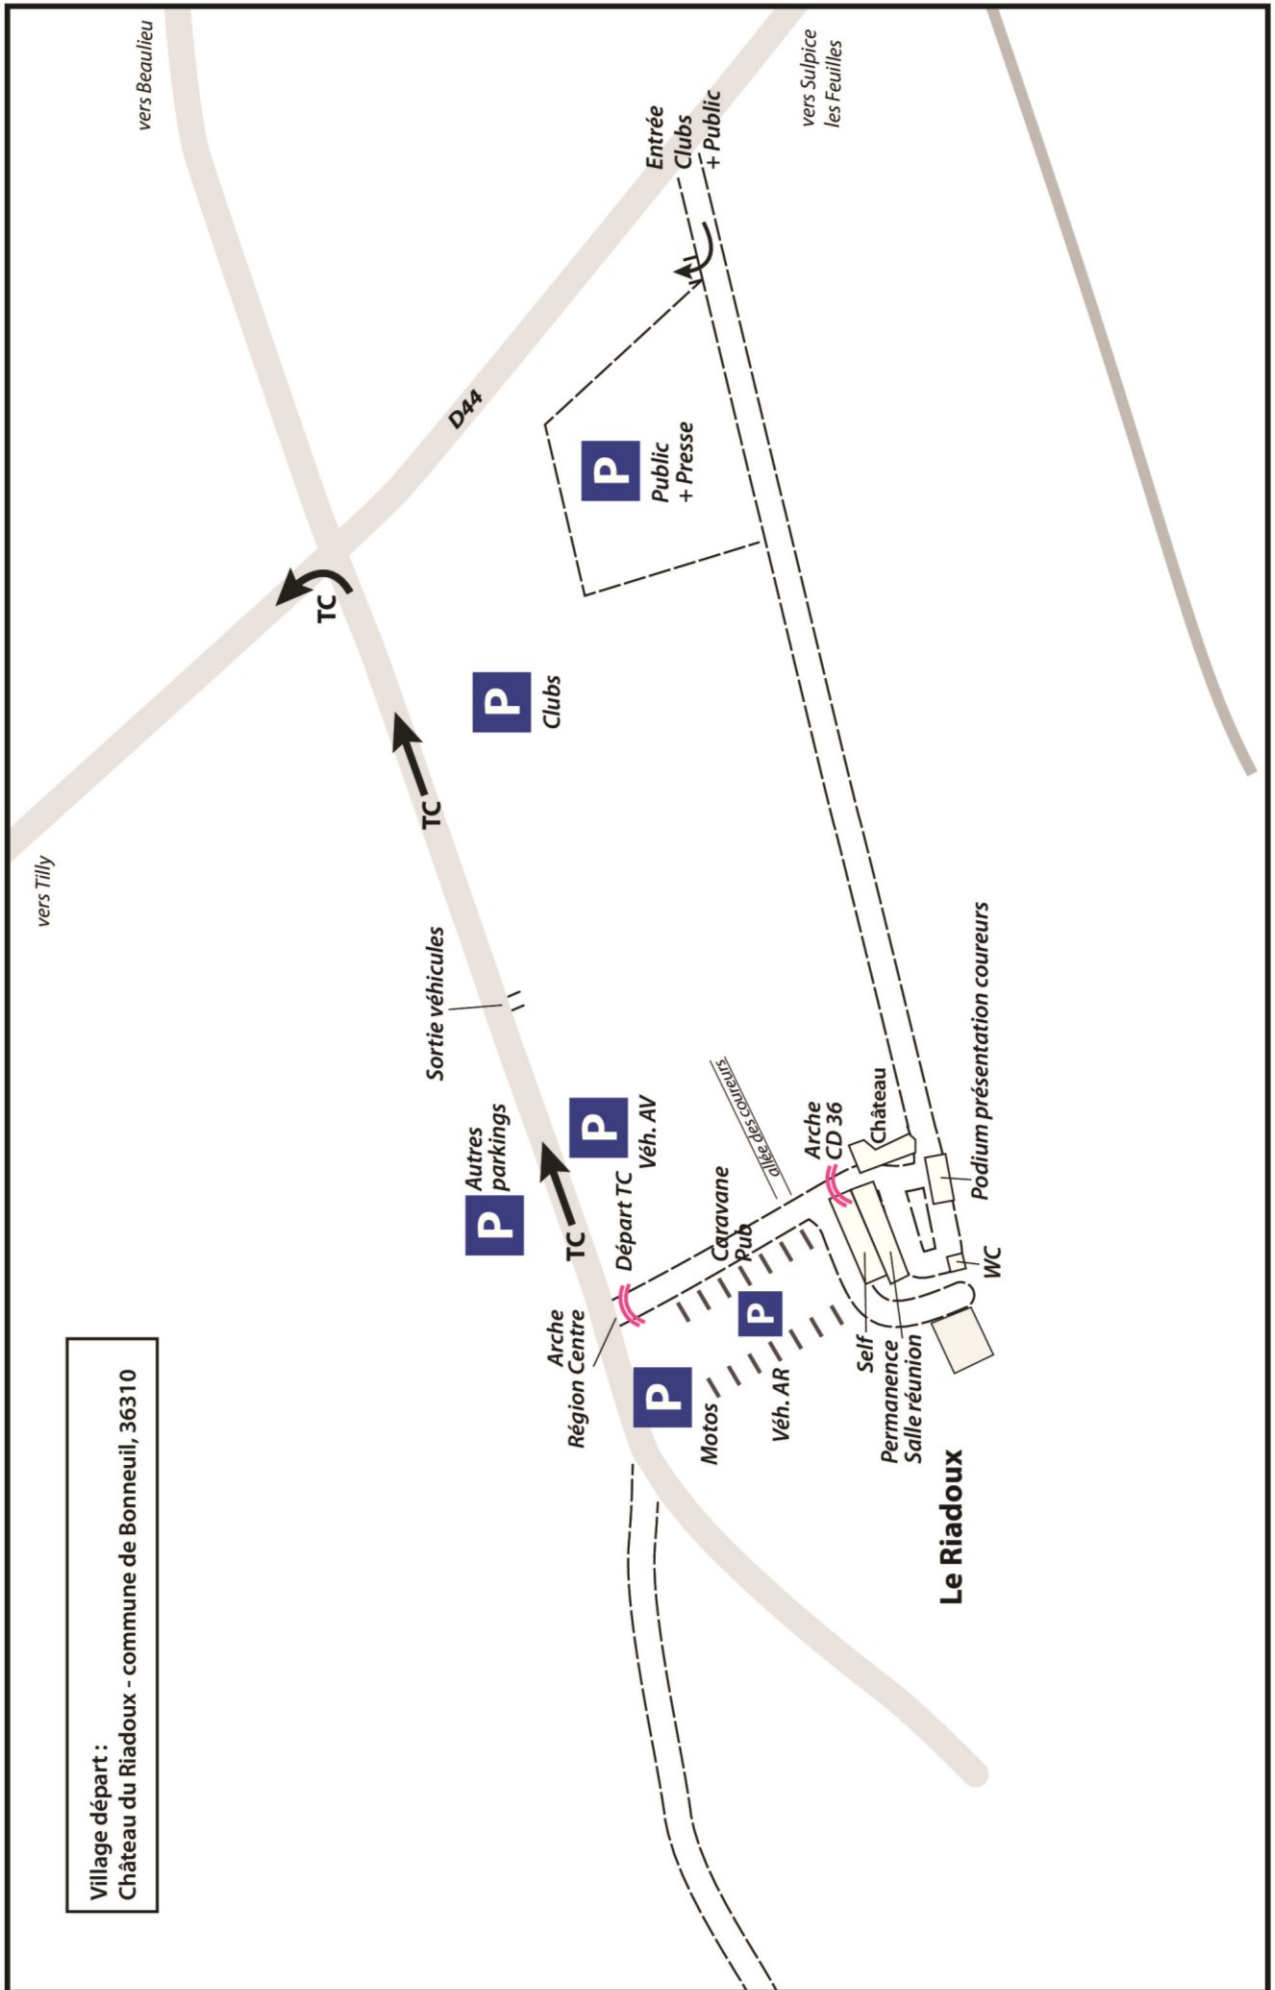 Village départ :
Château du Riadoux - commune de Bonneuil, 36310
vers Tilly
vers Beaulieu
TC
D44
TC
Sortie véhicules
P
Clubs
P
Public
+ Presse
Entrée
Clubs
+ Public
vers Sulpice
les Feuilles
P
Autres
parkings
TC
P
Véh. AV
Arche
Région Centre
Départ TC
P
Motos
Caravane
Pub
P
Véh. AR
allée des coureurs
Arche
CD 36
Château
Self
Permanence
Salle réunion
WC
Podium présentation coureurs
Le Riadoux